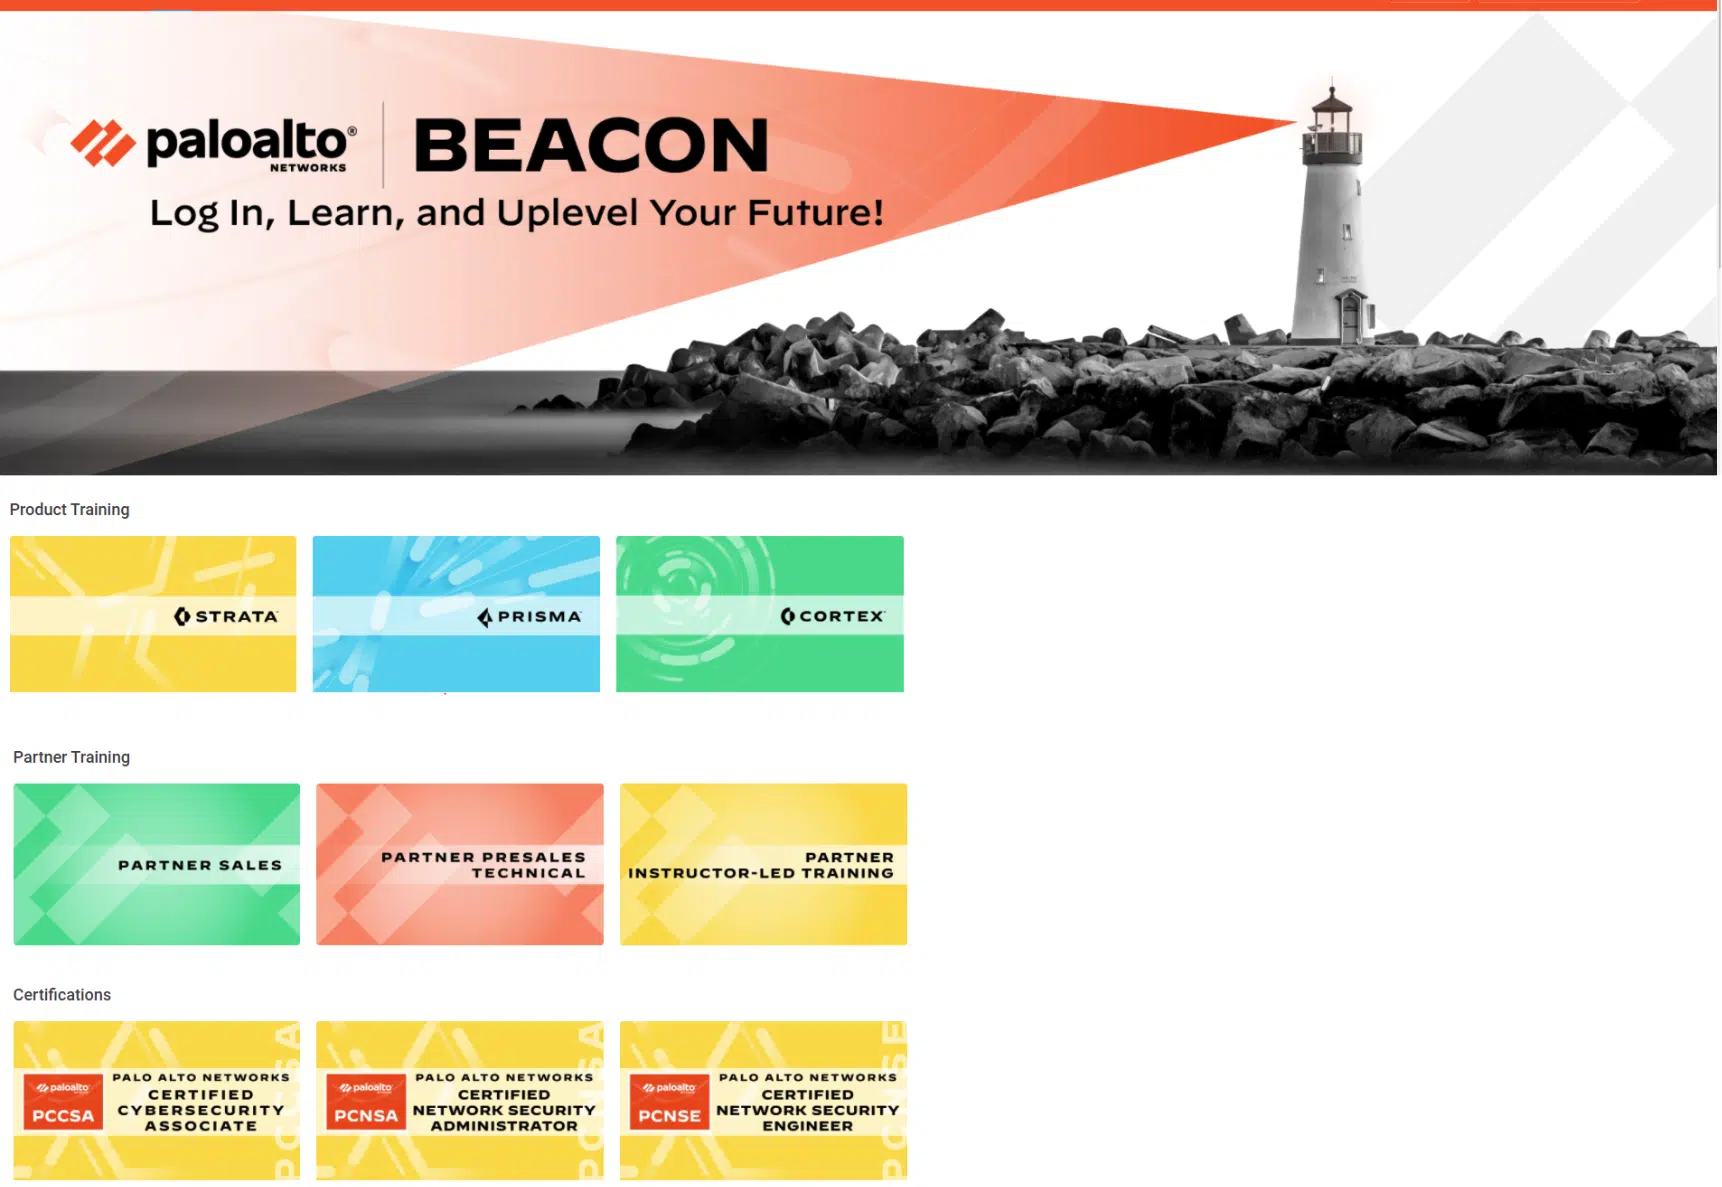 paloalto®
NETWORKS
BEACON
Log In, Learn, and Uplevel Your Future!
Product Training
STRATA
PRISMA
CORTEX
Partner Training
PARTNER SALES
PARTNER PRESALES
TECHNICAL
PARTNER
INSTRUCTOR-LED TRAINING
Certifications
paloalto
PCCSA
PALO ALTO NETWORKS
CERTIFIED
CYBERSECURITY
ASSOCIATE
PCCSA
paloalto
PCNSA
PALO ALTO NETWORKS
CERTIFIED
NETWORK SECURITY
ADMINISTRATOR
PCNSA
paloalto
PCNSE
PALO ALTO NETWORKS
CERTIFIED
NETWORK SECURITY
ENGINEER
PCNSE